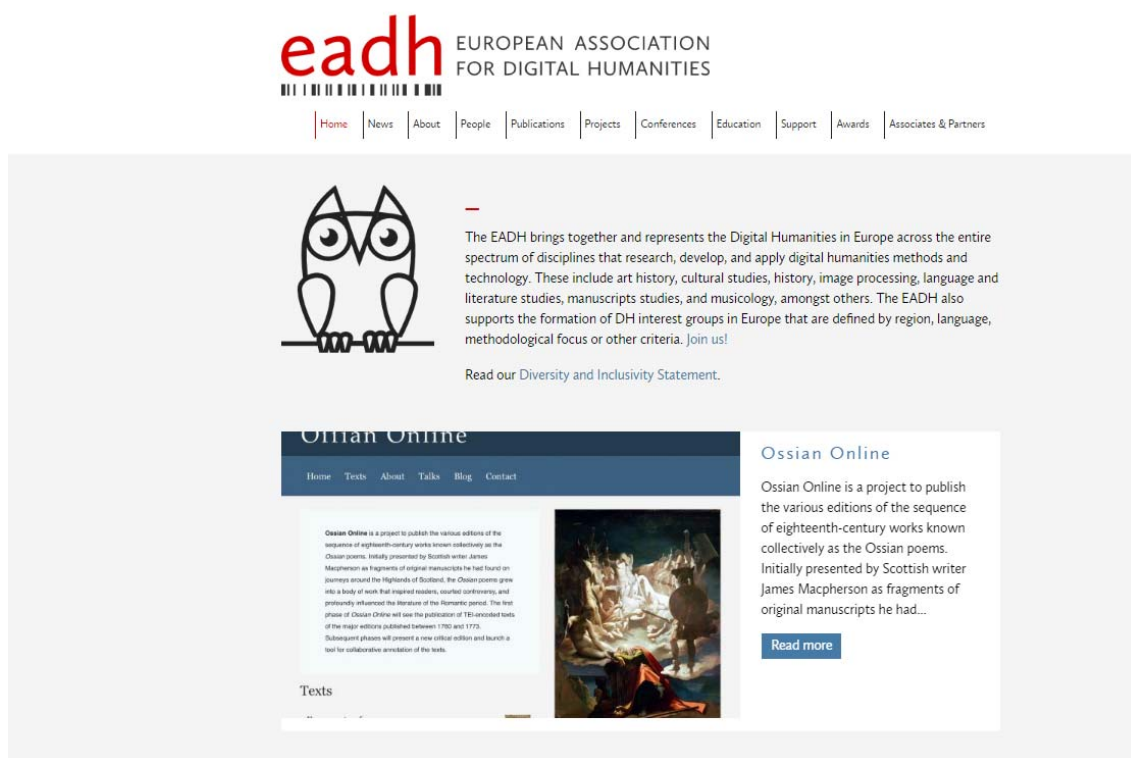 eadh EUROPEAN ASSOCIATION
FOR DIGITAL HUMANITIES
Home News About People Publications Projects Conferences Education Support Awards Associates & Partners
The EADH brings together and represents the Digital Humanities in Europe across the entire
spectrum of disciplines that research, develop, and apply digital humanities methods and
technology. These include art history, cultural studies, history, image processing, language and
literature studies, manuscripts studies, and musicology, amongst others. The EADH also
supports the formation of DH interest groups in Europe that are defined by region, language,
methodological focus or other criteria. Join us!
Read our Diversity and Inclusivity Statement.
Oſſian Online
Home Texts About Talks Blog Contact
Ossian Online is a project to publish the various editions of the
sequence of eighteenth-century works known collectively as the
Ossian poems. Initially presented by Scottish writer James
Macpherson as fragments of original manuscripts he had found on
journeys around the Highlands of Scotland, the Ossian poems grew
into a body of work that inspired readers, courted controversy, and
profoundly influenced the literature of the Romantic period. The first
phase of Ossian Online will see the publication of TEI-encoded texts
of the major editions published between 1760 and 1773.
Subsequent phases will present a new critical edition and launch a
tool for collaborative annotation of the texts.
Texts
Ossian Online
Ossian Online is a project to publish
the various editions of the sequence
of eighteenth-century works known
collectively as the Ossian poems.
Initially presented by Scottish writer
James Macpherson as fragments of
original manuscripts he had...
Read more